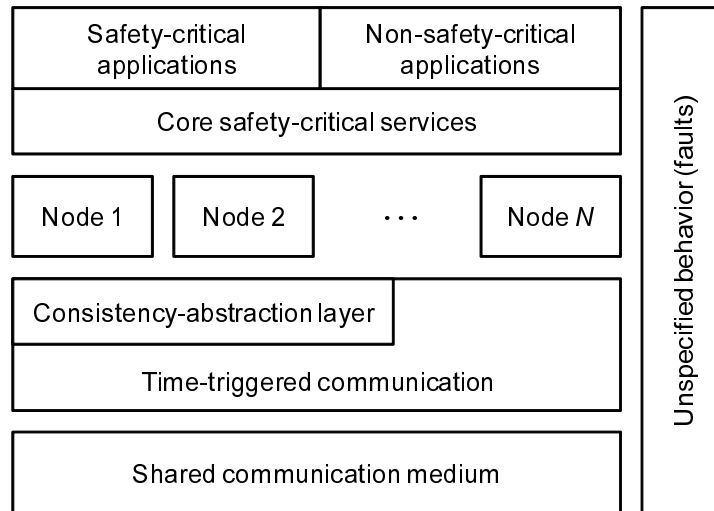 Safety-critical
applications
Non-safety-critical
applications
Core safety-critical services
Node 1
Node 2
...
Node N
Consistency-abstraction layer
Time-triggered communication
Shared communication medium
Unspecified behavior (faults)